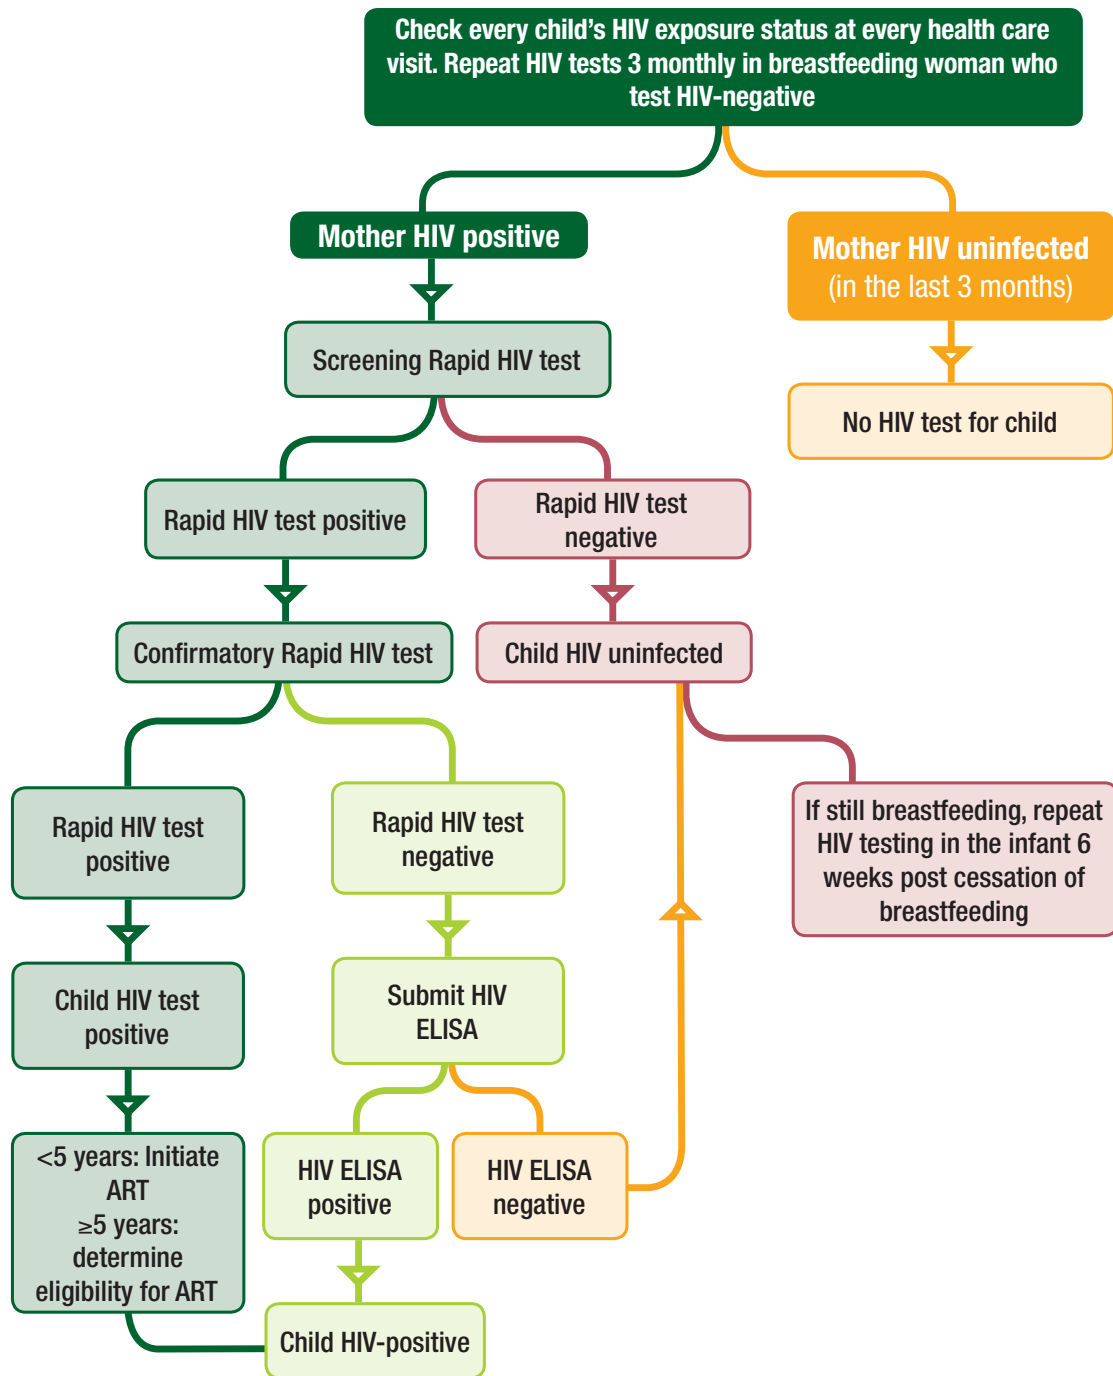 Check every child's HIV exposure status at every health care
visit. Repeat HIV tests 3 monthly in breastfeeding woman who
test HIV-negative
Mother HIV positive
Mother HIV uninfected
(in the last 3 months)
Screening Rapid HIV test
No HIV test for child
Rapid HIV test positive
Rapid HIV test
negative
Confirmatory Rapid HIV test
Child HIV uninfected
Rapid HIV test
positive
Rapid HIV test
negative
If still breastfeeding, repeat
HIV testing in the infant 6
weeks post cessation of
breastfeeding
Child HIV test
positive
Submit HIV
ELISA
<5 years: Initiate
ART
≥5 years:
determine
eligibility for ART
HIV ELISA
positive
HIV ELISA
negative
Child HIV-positive